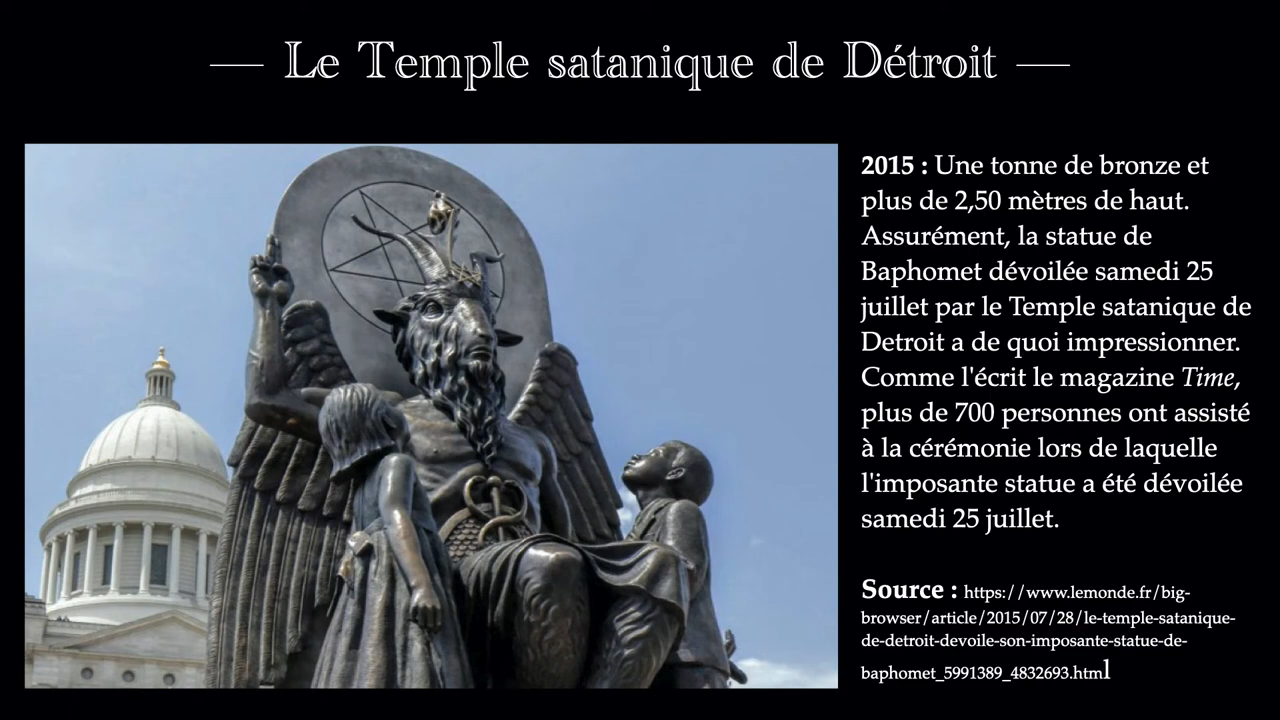 — Le Temple satanique de Détroit —
2015 : Une tonne de bronze et
plus de 2,50 mètres de haut.
Assurément, la statue de
Baphomet dévoilée samedi 25
juillet par le Temple satanique de
Detroit a de quoi impressionner.
Comme l'écrit le magazine Time,
plus de 700 personnes ont assisté
à la cérémonie lors de laquelle
l'imposante statue a été dévoilée
samedi 25 juillet.
Source : https://www.lemonde.fr/big-
browser/article/2015/07/28/le-temple-satanique-
de-detroit-devoile-son-imposante-statue-de-
baphomet_5991389_4832693.html